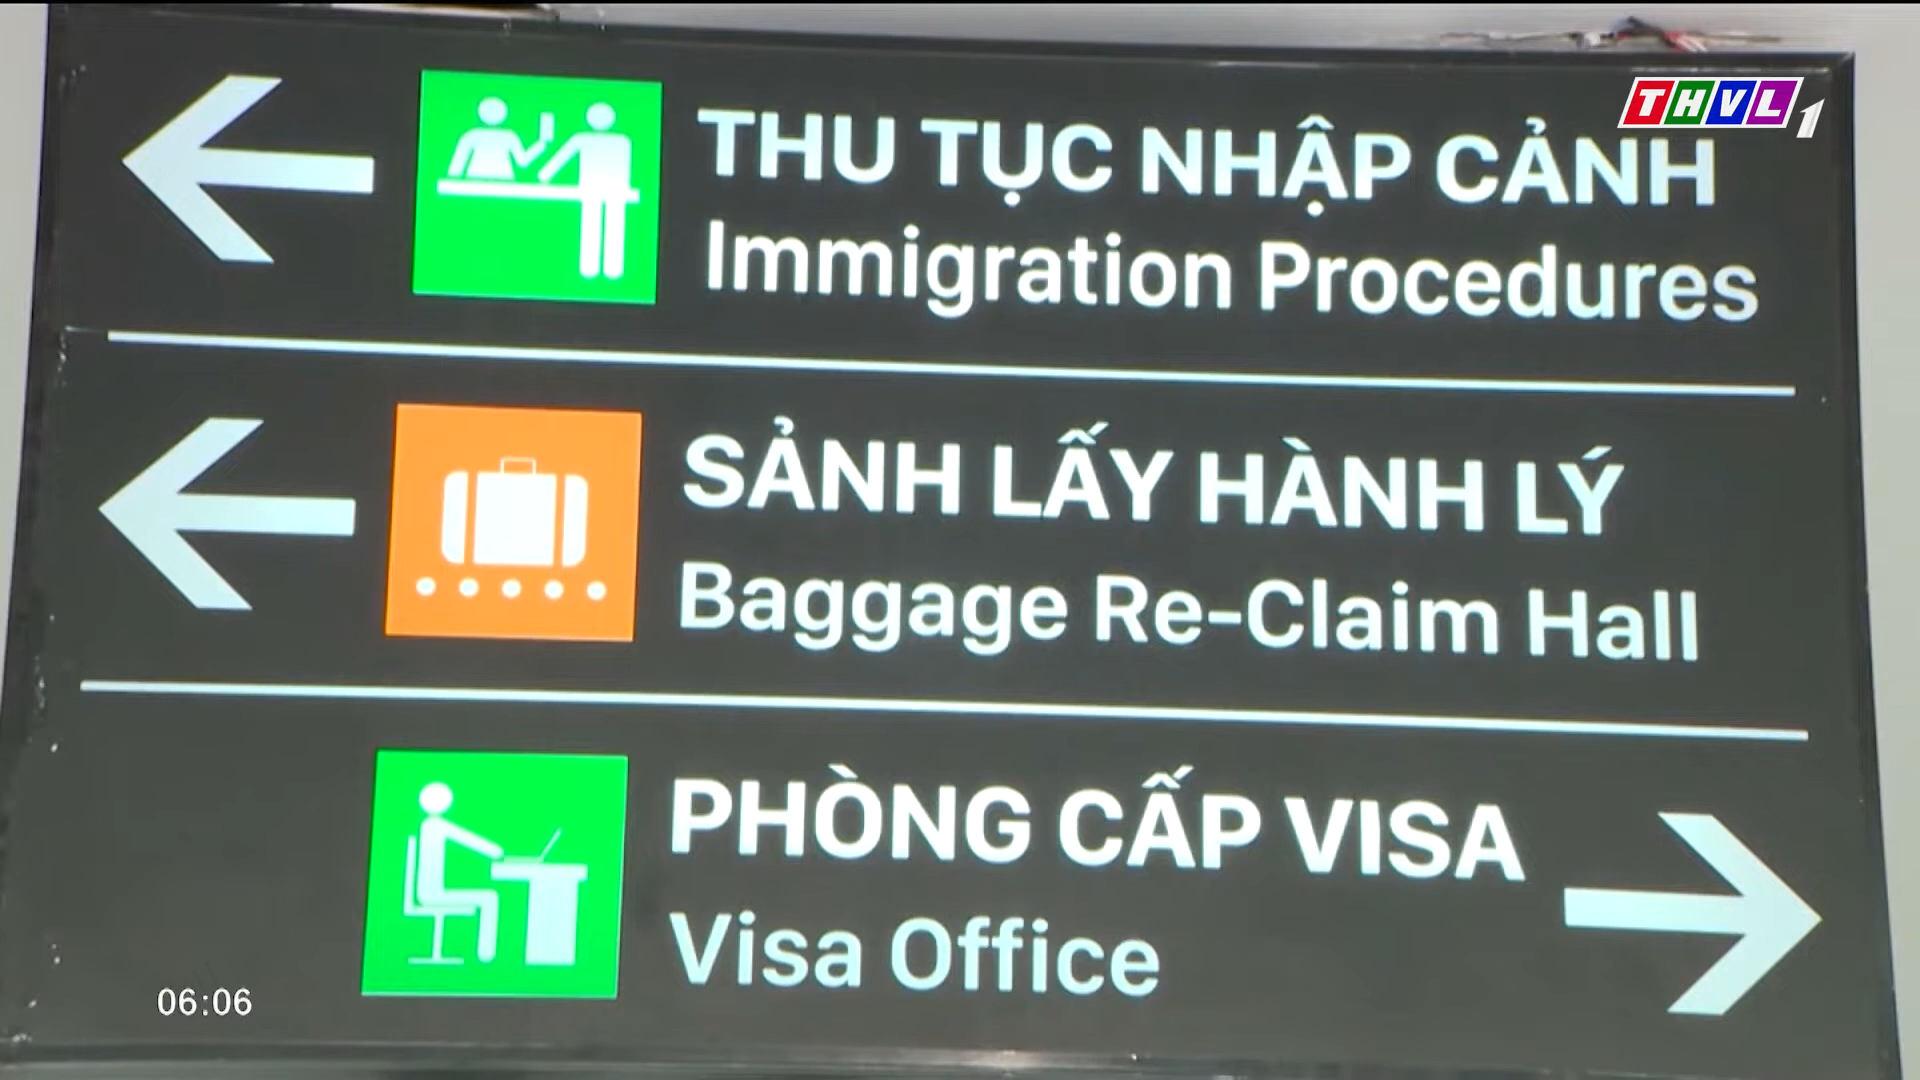 THVL1
THU TỤC NHẬP CẢNH
Immigration Procedures
SẢNH LẤY HÀNH LÝ
Baggage Re-Claim Hall
PHÒNG CẤP VISA
Visa Office
06:06